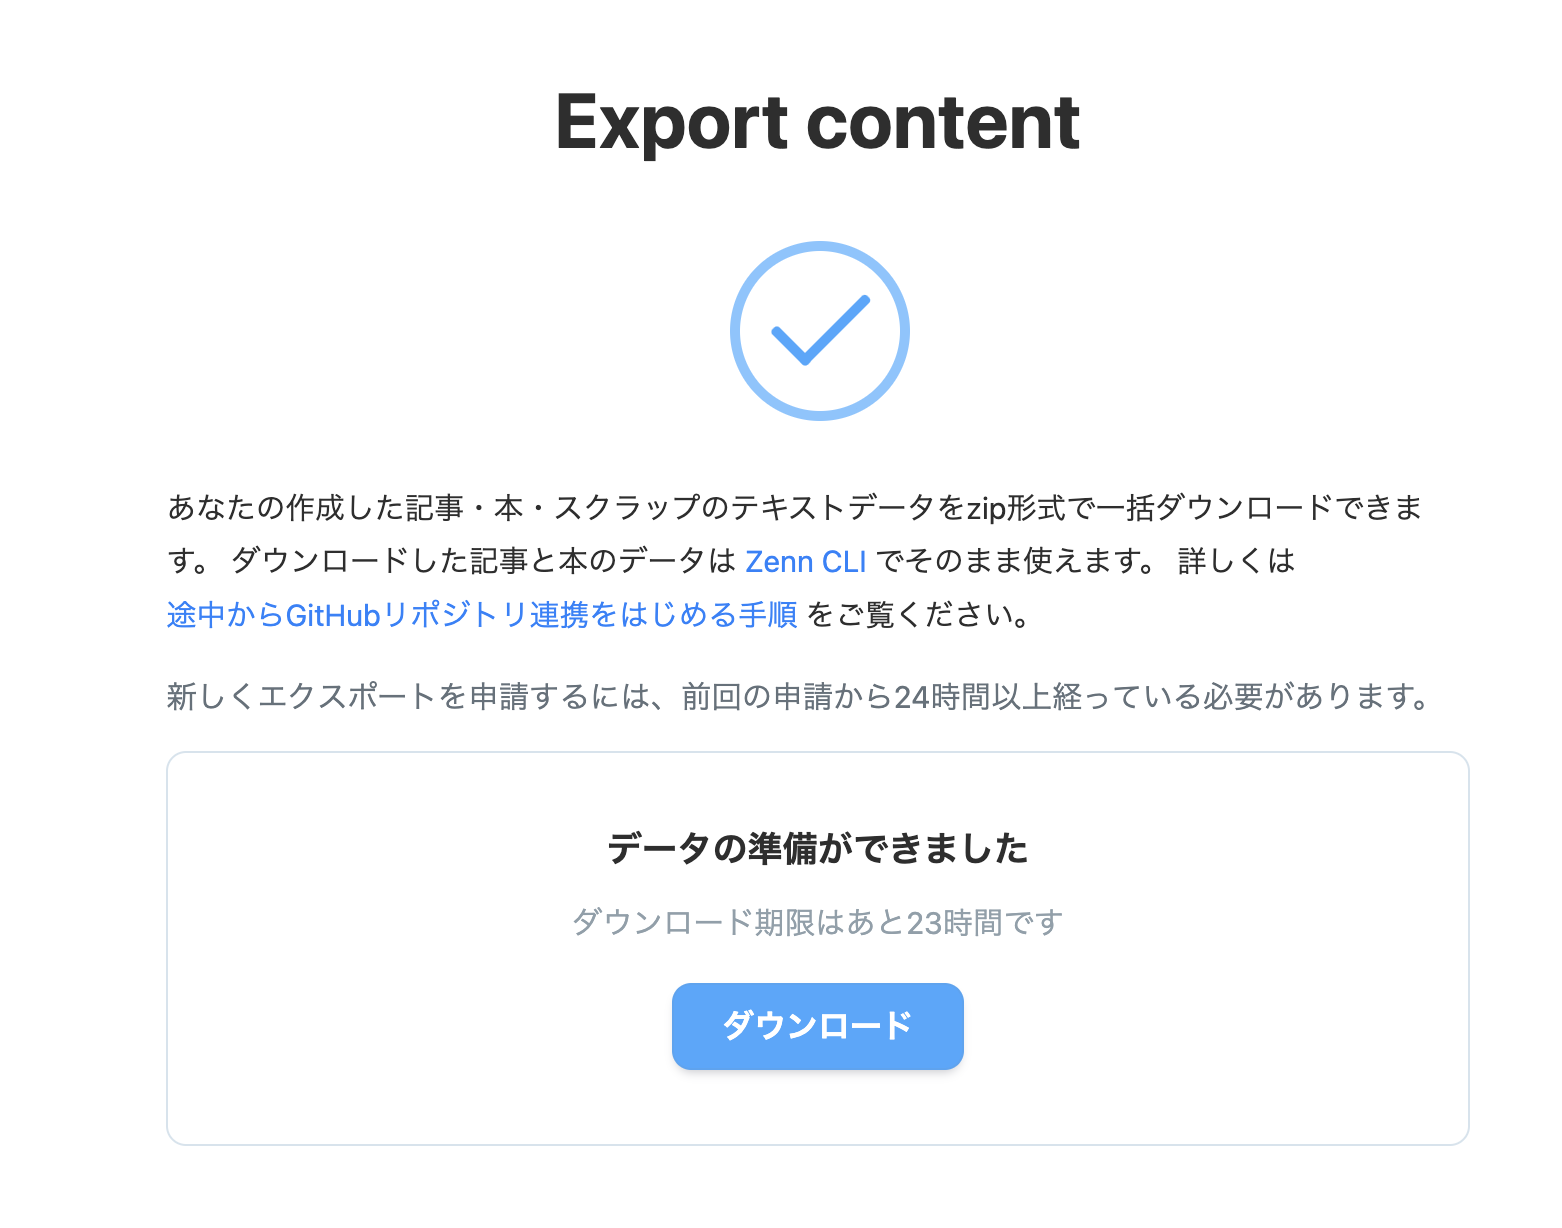 Export content
あなたの作成した記事・本・スクラップのテキストデータをzip形式で一括ダウンロードできま
す。 ダウンロードした記事と本のデータは Zenn CLI でそのまま使えます。 詳しくは
途中からGitHubリポジトリ連携をはじめる手順 をご覧ください。
新しくエクスポートを申請するには、前回の申請から24時間以上経っている必要があります。
データの準備ができました
ダウンロード期限はあと23時間です
ダウンロード